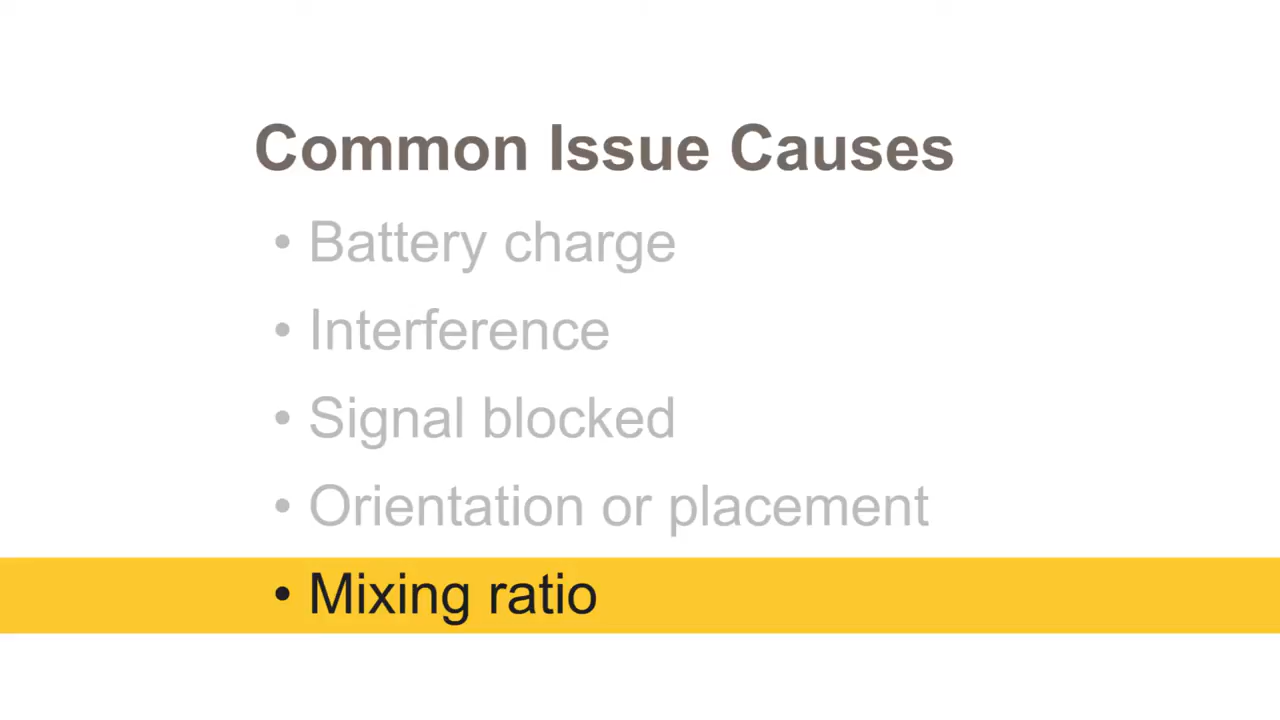 Common Issue Causes
• Battery charge
• Interference
• Signal blocked
• Orientation or placement
• Mixing ratio